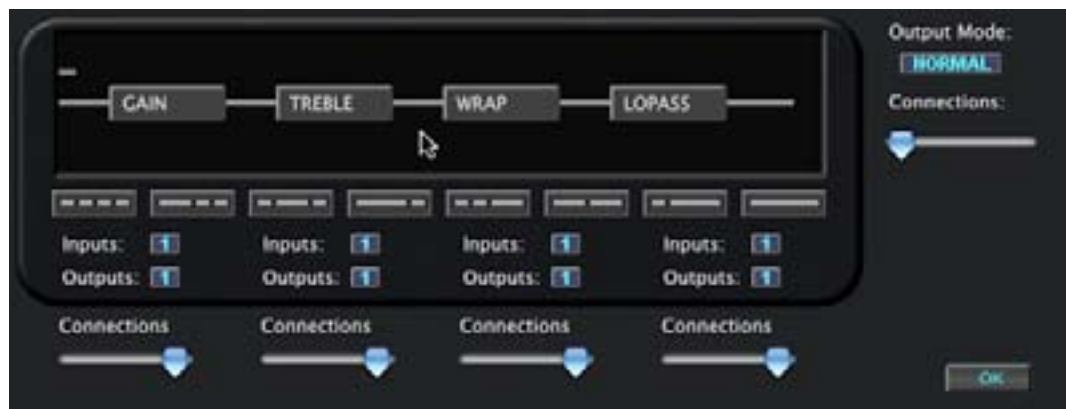 Output Mode:
NORMAL
GAIN TREBLE WRAP LOPASS
Connections:
Inputs: 1 Inputs: 1 Inputs: 1 Inputs: 1
Outputs: 1 Outputs: 1 Outputs: 1 Outputs: 1
Connections Connections Connections Connections
OK